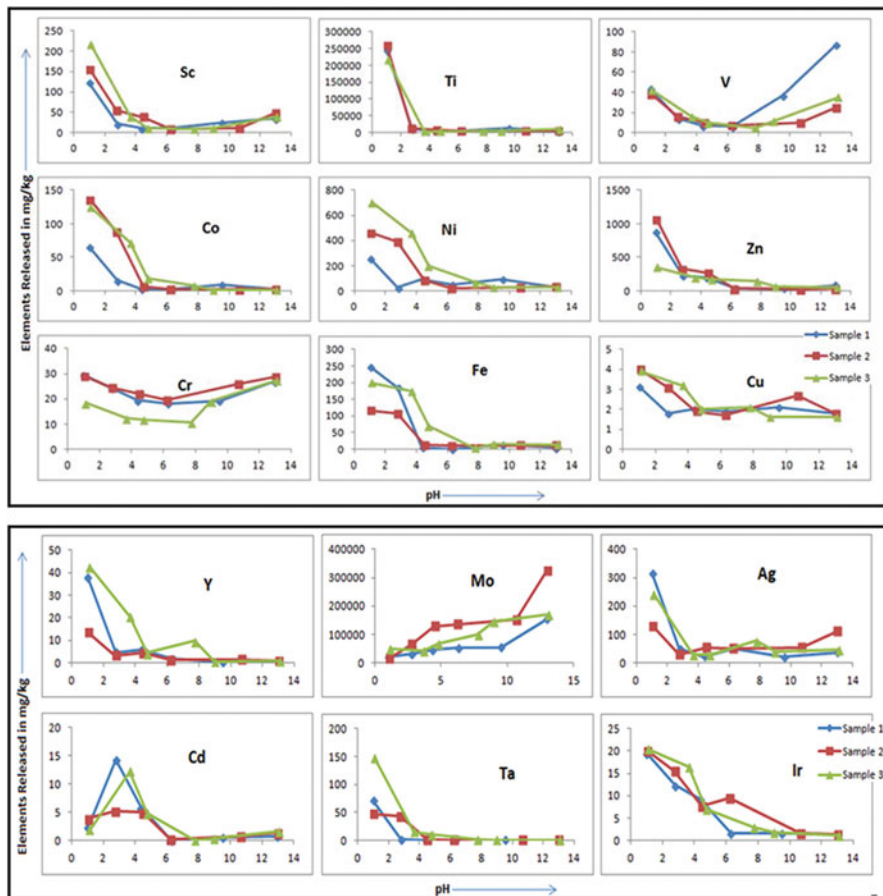 Elements Released in mg/kg
Sc
250
200
150
100
50
0
0 2 4 6 8 10 12 14
Ti
300000
250000
200000
150000
100000
50000
0
0 2 4 6 8 10 12 14
V
100
80
60
40
20
0
0 2 4 6 8 10 12 14
Co
150
100
50
0
0 2 4 6 8 10 12 14
Ni
800
600
400
200
0
0 2 4 6 8 10 12 14
Zn
1500
1000
500
0
0 2 4 6 8 10 12 14
Cr
40
30
20
10
0
0 2 4 6 8 10 12 14
Fe
300
250
200
150
100
50
0
0 2 4 6 8 10 12 14
Cu
5
4
3
2
1
0
0 2 4 6 8 10 12 14
Sample 1
Sample 2
Sample 3
pH
Elements Released in mg/kg
Y
50
40
30
20
10
0
0 2 4 6 8 10 12 14
Mo
400000
300000
200000
100000
0
0 5 10 15
Ag
400
300
200
100
0
0 2 4 6 8 10 12 14
Cd
20
15
10
5
0
0 2 4 6 8 10 12 14
Ta
200
150
100
50
0
0 2 4 6 8 10 12 14
Ir
25
20
15
10
5
0
0 2 4 6 8 10 12 14
Sample 1
Sample 2
Sample 3
pH